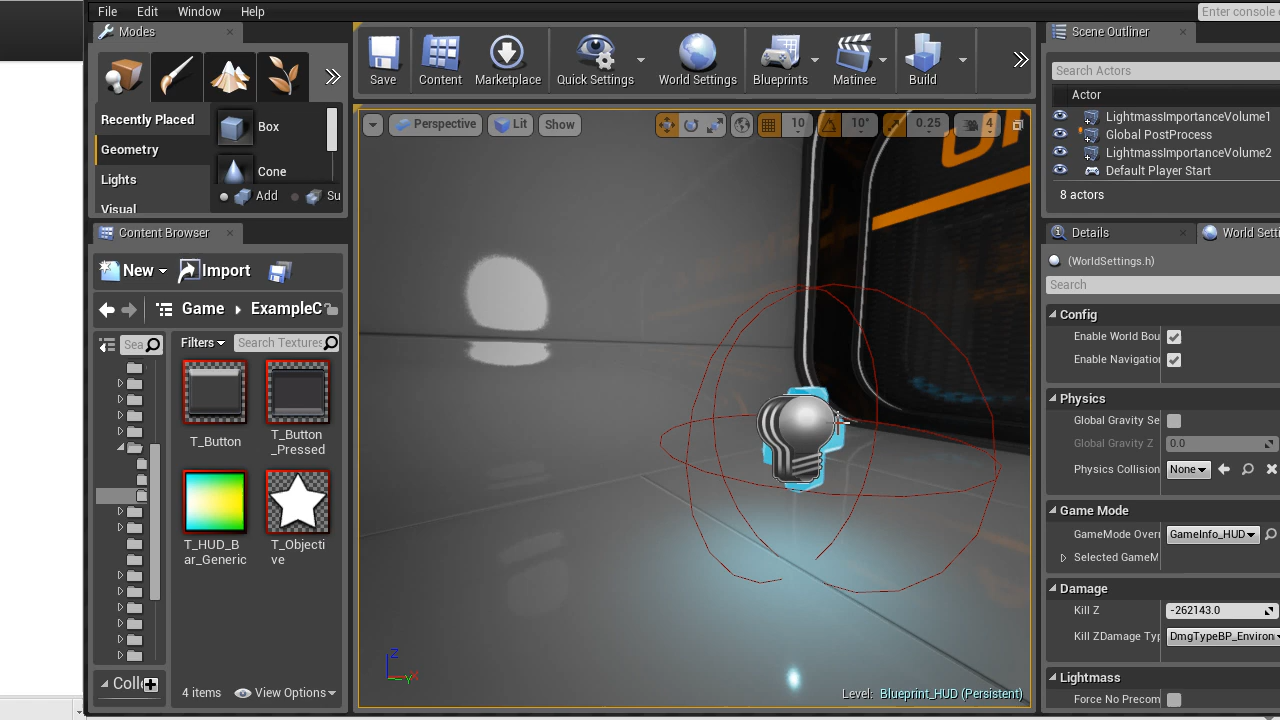 File Edit Window Help
Enter console
Modes
Recently Placed
Geometry
Lights
Visual
Box
Cone
Add
Su
Save
Content
Marketplace
Quick Settings
World Settings
Blueprints
Matinee
Build
Scene Outliner
Search Actors
Actor
LightmassImportanceVolume1
Global PostProcess
LightmassImportanceVolume2
Default Player Start
8 actors
Content Browser
New
Import
Game
ExampleC
Sea
Filters
Search Textures
T_Button
T_Button
_Pressed
T_HUD_B
ar_Generic
T_Objecti
ve
4 items
View Options
Coll
Perspective
Lit
Show
10
10°
0.25
4
Z
Y
X
Level: Blueprint_HUD (Persistent)
Details
World Setti
(WorldSettings.h)
Search
Config
Enable World Bou
Enable Navigation
Physics
Global Gravity Se
Global Gravity Z
0.0
Physics Collision
None
Game Mode
GameMode Overr
GameInfo_HUD
Selected GameM
Damage
Kill Z
-262143.0
Kill ZDamage Typ
DmgTypeBP_Environ
Lightmass
Force No Precom